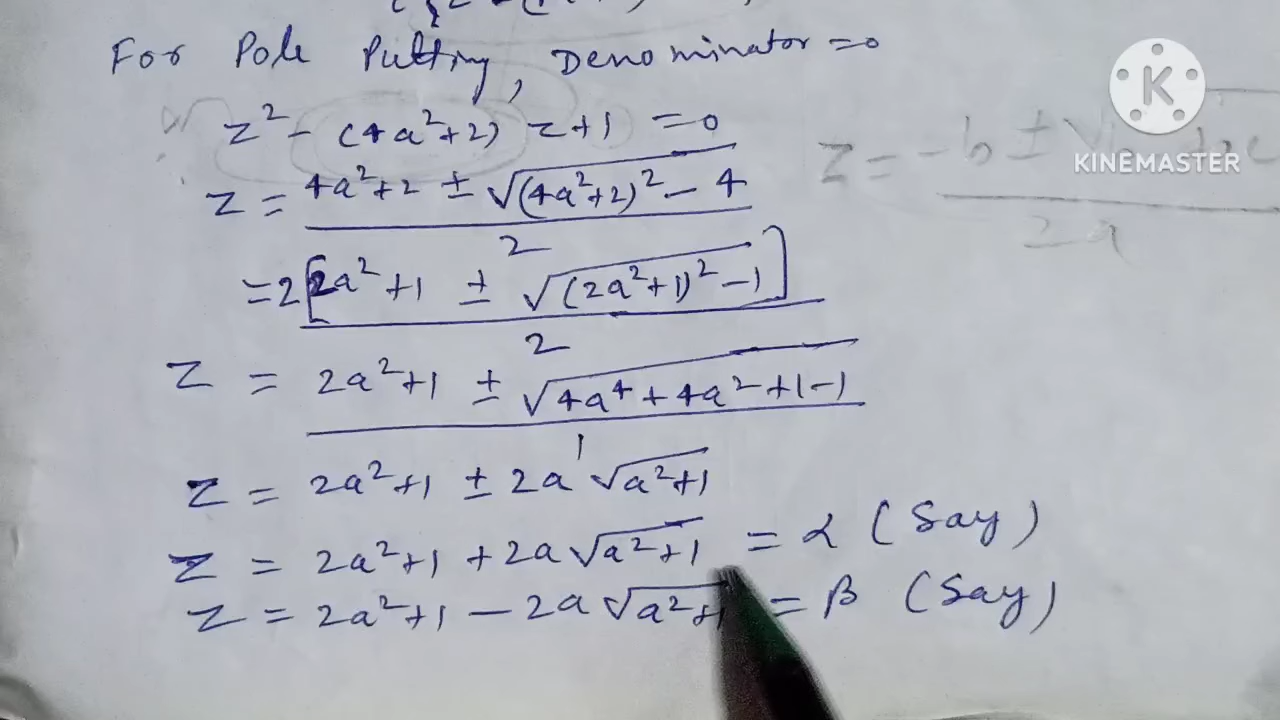 For Pole Putting, Denominator = 0
z² - (4a²+2) z + 1 = 0
z = 4a²+2 ± √(4a²+2)² - 4 / 2
= 2[2a²+1 ± √(2a²+1)² - 1] / 2
z = 2a²+1 ± √4a⁴+4a²+1-1 / 1
z = 2a²+1 ± 2a √a²+1
z = 2a²+1 + 2a √a²+1 = α (Say)
z = 2a²+1 - 2a √a²+1 = β (Say)
z = -b ± √
2a
K
KINEMASTER